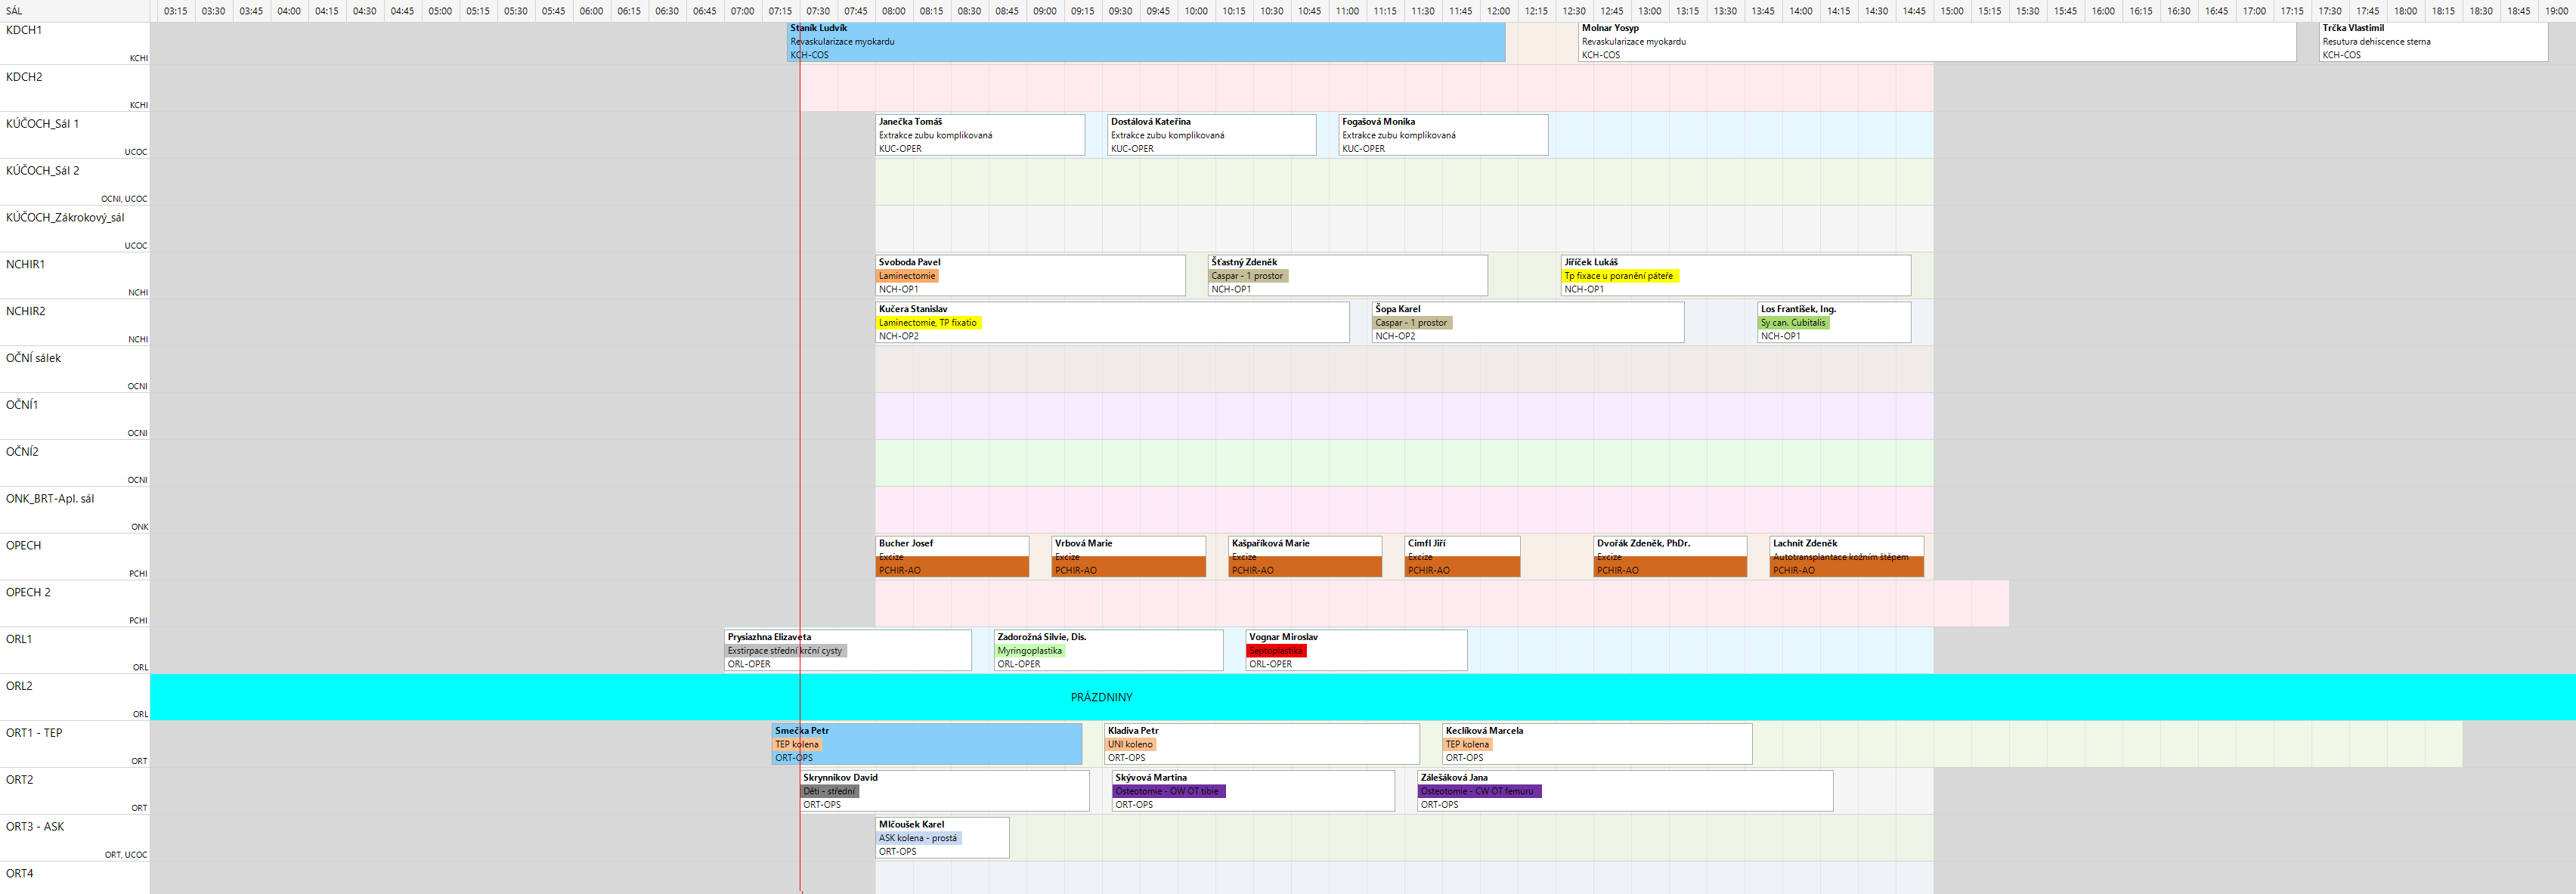 SÁL 03:15 03:30 03:45 04:00 04:15 04:30 04:45 05:00 05:15 05:30 05:45 06:00 06:15 06:30 06:45 07:00 07:15 07:30 07:45 08:00 08:15 08:30 08:45 09:00 09:15 09:30 09:45 10:00 10:15 10:30 10:45 11:00 11:15 11:30 11:45 12:00 12:15 12:30 12:45 13:00 13:15 13:30 13:45 14:00 14:15 14:30 14:45 15:00 15:15 15:30 15:45 16:00 16:15 16:30 16:45 17:00 17:15 17:30 17:45 18:00 18:15 18:30 18:45 19:00
KDCH1 Staník Ludvík Molnar Yosyp Trčka Vlastimil
Revaskularizace myokardu Revaskularizace myokardu Resutura dehiscence sterna
KCHI KCH-COS KCH-COS KCH-COS
KDCH2
KCHI
KÚČOCH_Sál 1 Janečka Tomáš Dostálová Kateřina Fogašová Monika
Extrakce zubu komplikovaná Extrakce zubu komplikovaná Extrakce zubu komplikovaná
UCOC KUC-OPER KUC-OPER KUC-OPER
KÚČOCH_Sál 2
OCNI, UCOC
KÚČOCH_Zákrokový_sál
UCOC
NCHIR1 Svoboda Pavel Šťastný Zdeněk Jiříček Lukáš
Laminectomie Caspar - 1 prostor Tp fixace u poranění páteře
NCHI NCH-OP1 NCH-OP1 NCH-OP1
NCHIR2 Kučera Stanislav Šopa Karel Los František, Ing.
Laminectomie, TP fixatio Caspar - 1 prostor Sy can. Cubitalis
NCHI NCH-OP2 NCH-OP2 NCH-OP1
OČNÍ sálek
OCNI
OČNÍ1
OCNI
OČNÍ2
OCNI
ONK_BRT-Apl. sál
ONK
OPECH Bucher Josef Vrbová Marie Kašpaříková Marie Cimfl Jiří Dvořák Zdeněk, PhDr. Lachnit Zdeněk
Excize Excize Excize Excize Excize Autotransplantace kožním štěpem
PCHI PCHIR-AO PCHIR-AO PCHIR-AO PCHIR-AO PCHIR-AO PCHIR-AO
OPECH 2
PCHI
ORL1 Prysiazhna Elizaveta Zadorožná Silvie, Dis. Vognar Miroslav
Exstirpace střední krční cysty Myringoplastika Septoplastika
ORL ORL-OPER ORL-OPER ORL-OPER
ORL2
PRÁZDNINY
ORL
ORT1 - TEP Smečka Petr Kladiva Petr Keclíková Marcela
TEP kolena UNI koleno TEP kolena
ORT ORT-OPS ORT-OPS ORT-OPS
ORT2 Skrynnikov David Skývová Martina Zálešáková Jana
Děti - střední Osteotomie - OW OT tibie Osteotomie - CW OT femuru
ORT ORT-OPS ORT-OPS ORT-OPS
ORT3 - ASK Mlčoušek Karel
ASK kolena - prostá
ORT, UCOC ORT-OPS
ORT4